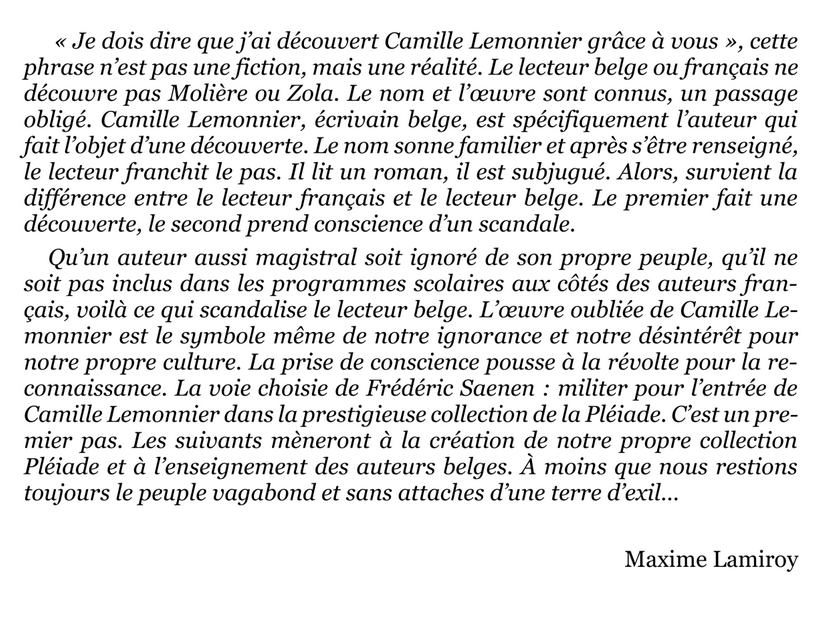 « Je dois dire que j’ai découvert Camille Lemonnier grâce à vous », cette
phrase n’est pas une fiction, mais une réalité. Le lecteur belge ou français ne
découvre pas Molière ou Zola. Le nom et l’œuvre sont connus, un passage
obligé. Camille Lemonnier, écrivain belge, est spécifiquement l’auteur qui
fait l’objet d’une découverte. Le nom sonne familier et après s’être renseigné,
le lecteur franchit le pas. Il lit un roman, il est subjugué. Alors, survient la
différence entre le lecteur français et le lecteur belge. Le premier fait une
découverte, le second prend conscience d’un scandale.
Qu’un auteur aussi magistral soit ignoré de son propre peuple, qu’il ne
soit pas inclus dans les programmes scolaires aux côtés des auteurs fran-
çais, voilà ce qui scandalise le lecteur belge. L’œuvre oubliée de Camille Le-
monnier est le symbole même de notre ignorance et notre désintérêt pour
notre propre culture. La prise de conscience pousse à la révolte pour la re-
connaissance. La voie choisie de Frédéric Saenen : militer pour l’entrée de
Camille Lemonnier dans la prestigieuse collection de la Pléiade. C’est un pre-
mier pas. Les suivants mèneront à la création de notre propre collection
Pléiade et à l’enseignement des auteurs belges. À moins que nous restions
toujours le peuple vagabond et sans attaches d’une terre d’exil...
Maxime Lamiroy